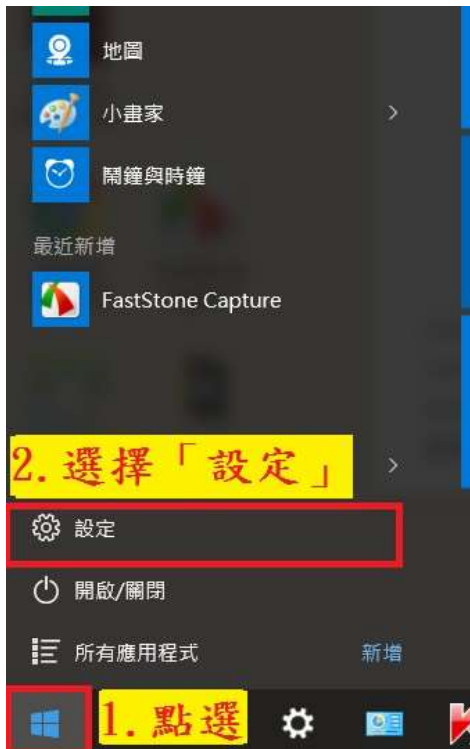 地圖
小畫家
鬧鐘與時鐘
最近新增
FastStone Capture
2.選擇「設定」
設定
開啟/關閉
所有應用程式 新增
1.點選